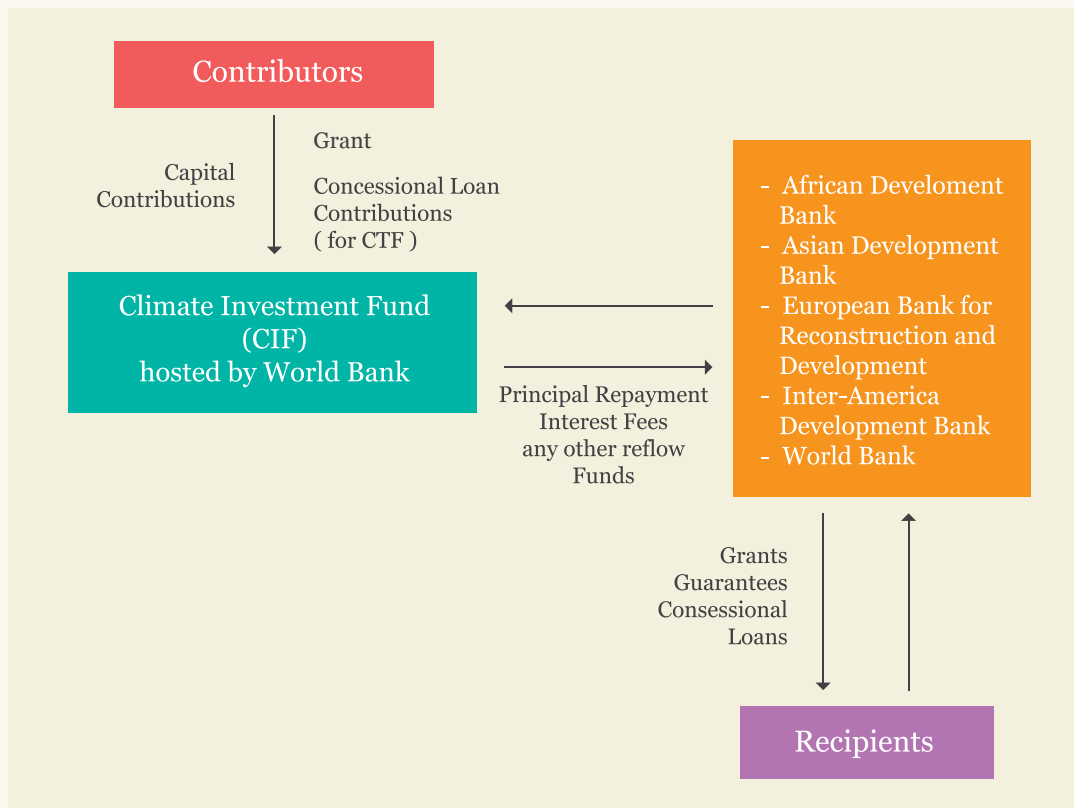 Contributors
Capital
Contributions
Grant
Concessional Loan
Contributions
( for CTF )
Climate Investment Fund
(CIF)
hosted by World Bank
Principal Repayment
Interest Fees
any other reflow
Funds
- African Develoment
Bank
- Asian Development
Bank
- European Bank for
Reconstruction and
Development
- Inter-America
Development Bank
- World Bank
Grants
Guarantees
Consessional
Loans
Recipients